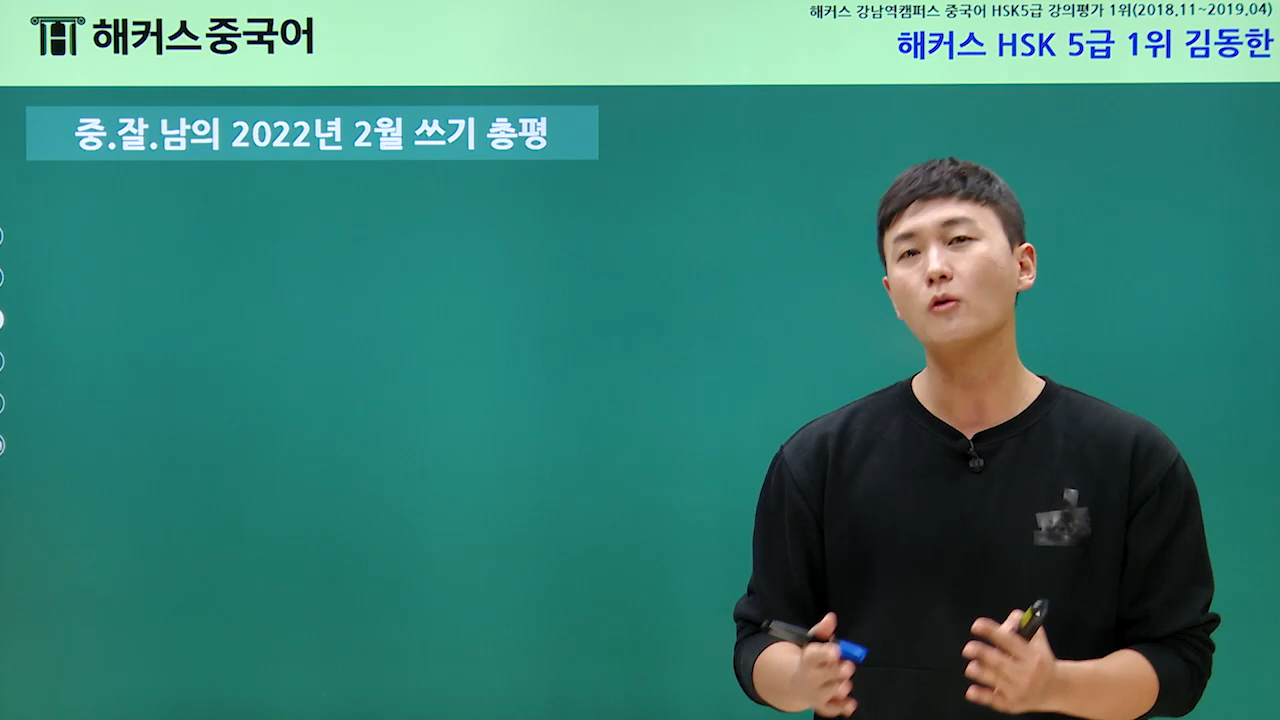 해커스중국어
해커스 강남역캠퍼스 중국어 HSK5급 강의평가 1위(2018.11~2019.04)
해커스 HSK 5급 1위 김동한
중.잘.남의 2022년 2월 쓰기 총평